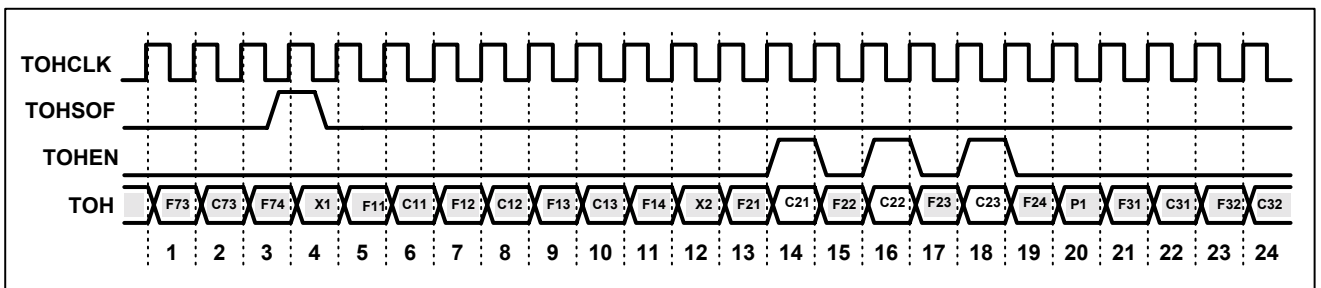 TOHCLK
TOHSOF
TOHEN
TOH F73 C73 F74 X1 F11 C11 F12 C12 F13 C13 F14 X2 F21 C21 F22 C22 F23 C23 F24 P1 F31 C31 F32 C32
1 2 3 4 5 6 7 8 9 10 11 12 13 14 15 16 17 18 19 20 21 22 23 24